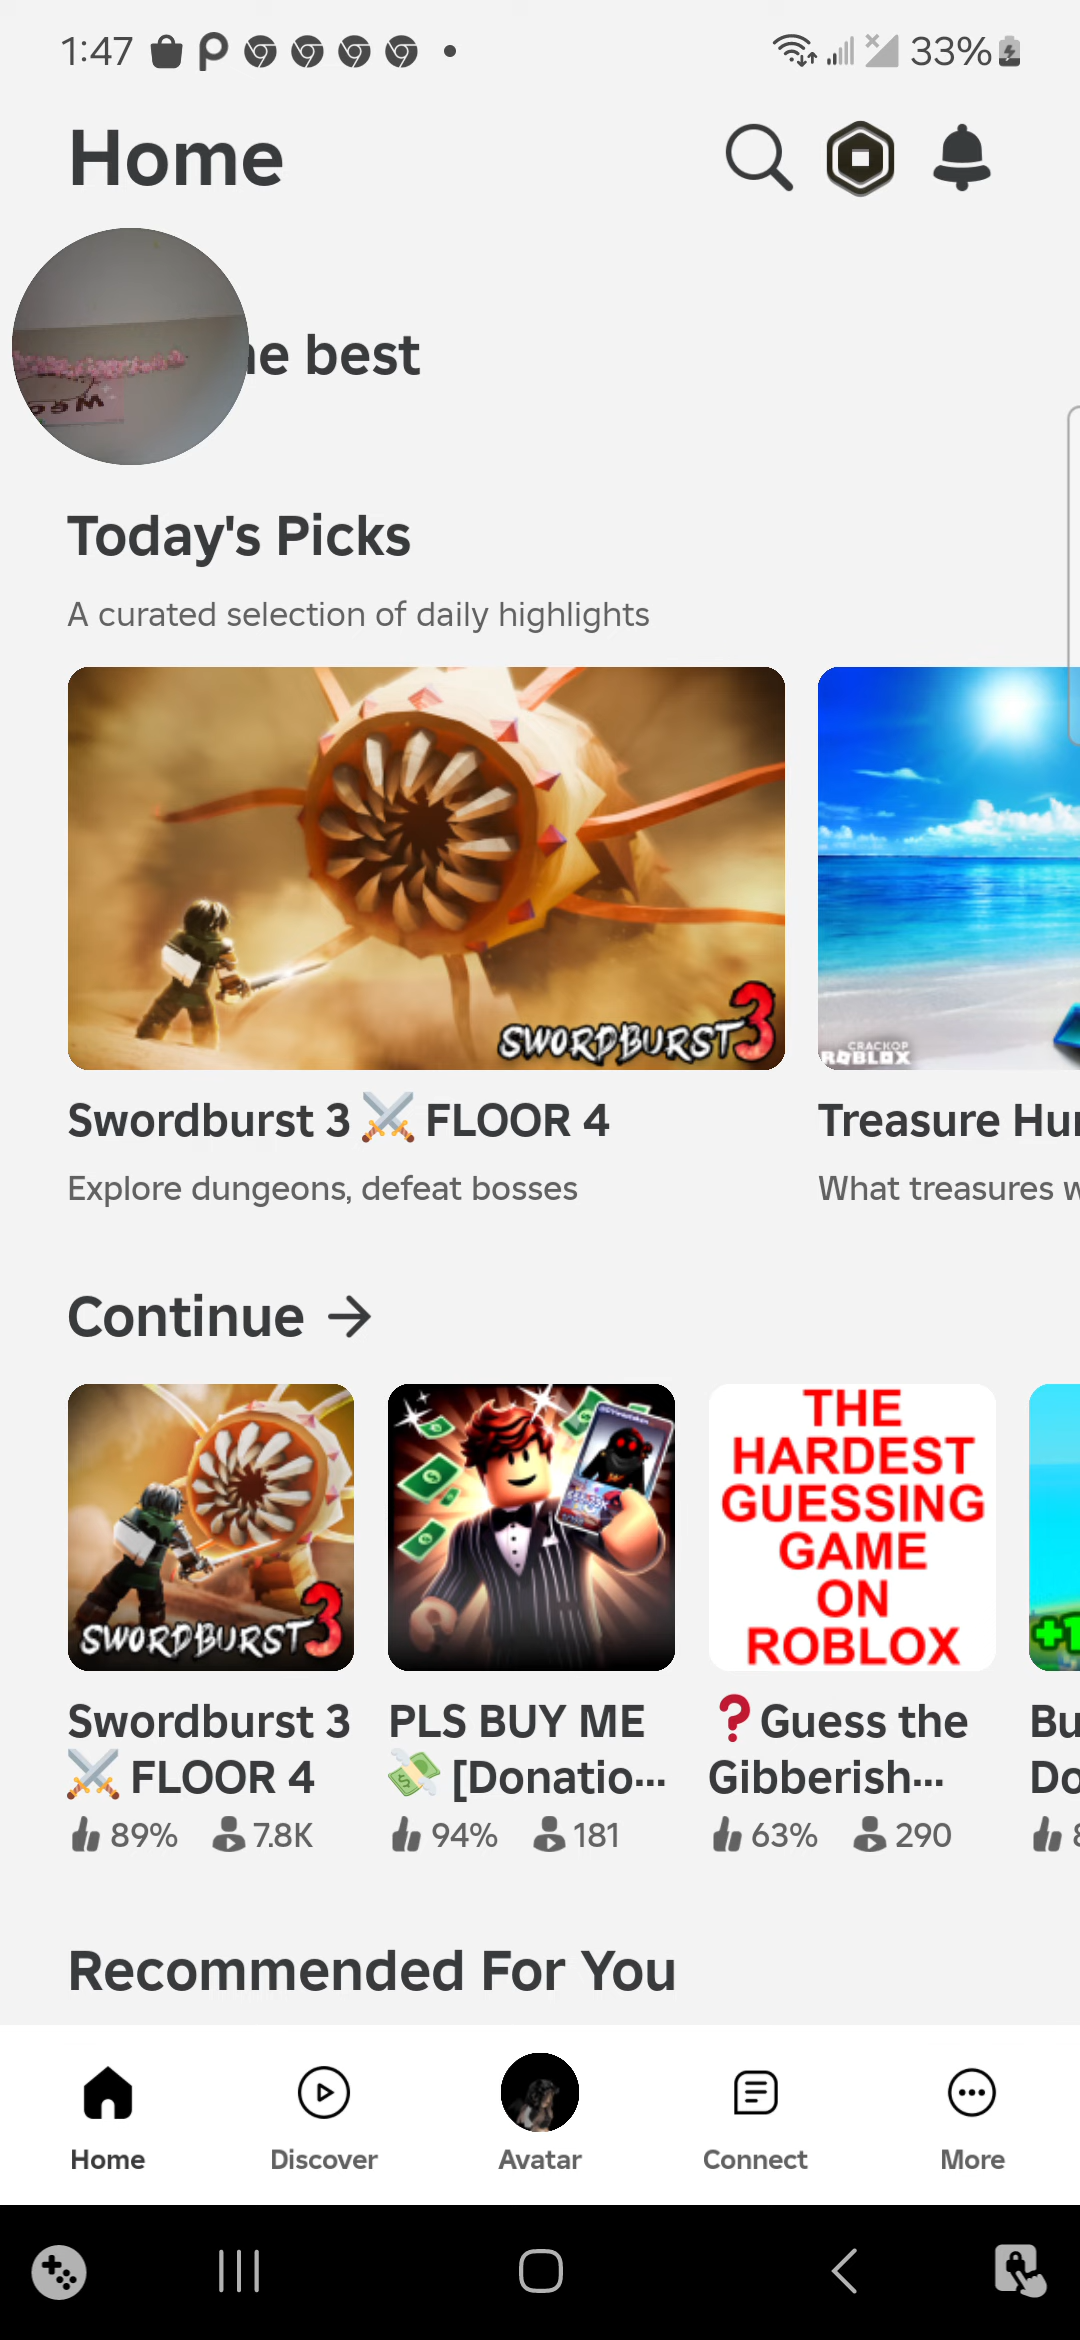 1:47
33%
Home
e best
Today's Picks
A curated selection of daily highlights
SWORDBURST 3
CRACKOP
ROBLOX
Swordburst 3 ⚔️ FLOOR 4
Explore dungeons, defeat bosses
Treasure Hu
What treasures w
Continue →
SWORDBURST 3
THE
HARDEST
GUESSING
GAME
ON
ROBLOX
+1
Swordburst 3
⚔️ FLOOR 4
89% 7.8K
PLS BUY ME
💸 [Donatio...
94% 181
❓Guess the
Gibberish...
63% 290
Bu
Do
8
Recommended For You
Home
Discover
Avatar
Connect
More